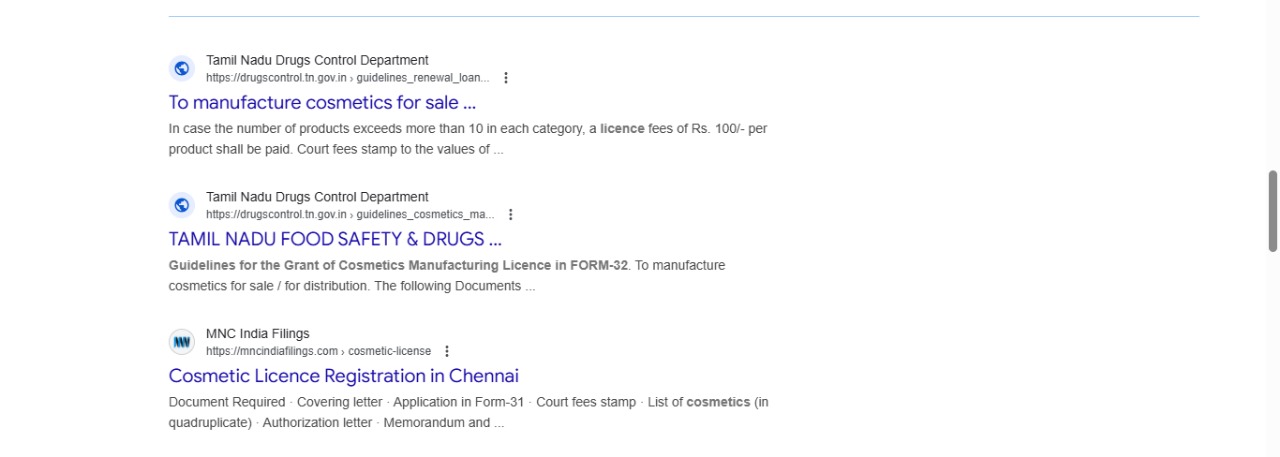 Tamil Nadu Drugs Control Department
https://drugscontrol.tn.gov.in › guidelines_renewal_loan...
To manufacture cosmetics for sale ...
In case the number of products exceeds more than 10 in each category, a licence fees of Rs. 100/- per
product shall be paid. Court fees stamp to the values of ...
Tamil Nadu Drugs Control Department
https://drugscontrol.tn.gov.in › guidelines_cosmetics_ma...
TAMIL NADU FOOD SAFETY & DRUGS ...
Guidelines for the Grant of Cosmetics Manufacturing Licence in FORM-32. To manufacture
cosmetics for sale / for distribution. The following Documents ...
MNC India Filings
https://mncindiafilings.com › cosmetic-license
Cosmetic Licence Registration in Chennai
Document Required · Covering letter · Application in Form-31 · Court fees stamp · List of cosmetics (in
quadruplicate) · Authorization letter · Memorandum and ...